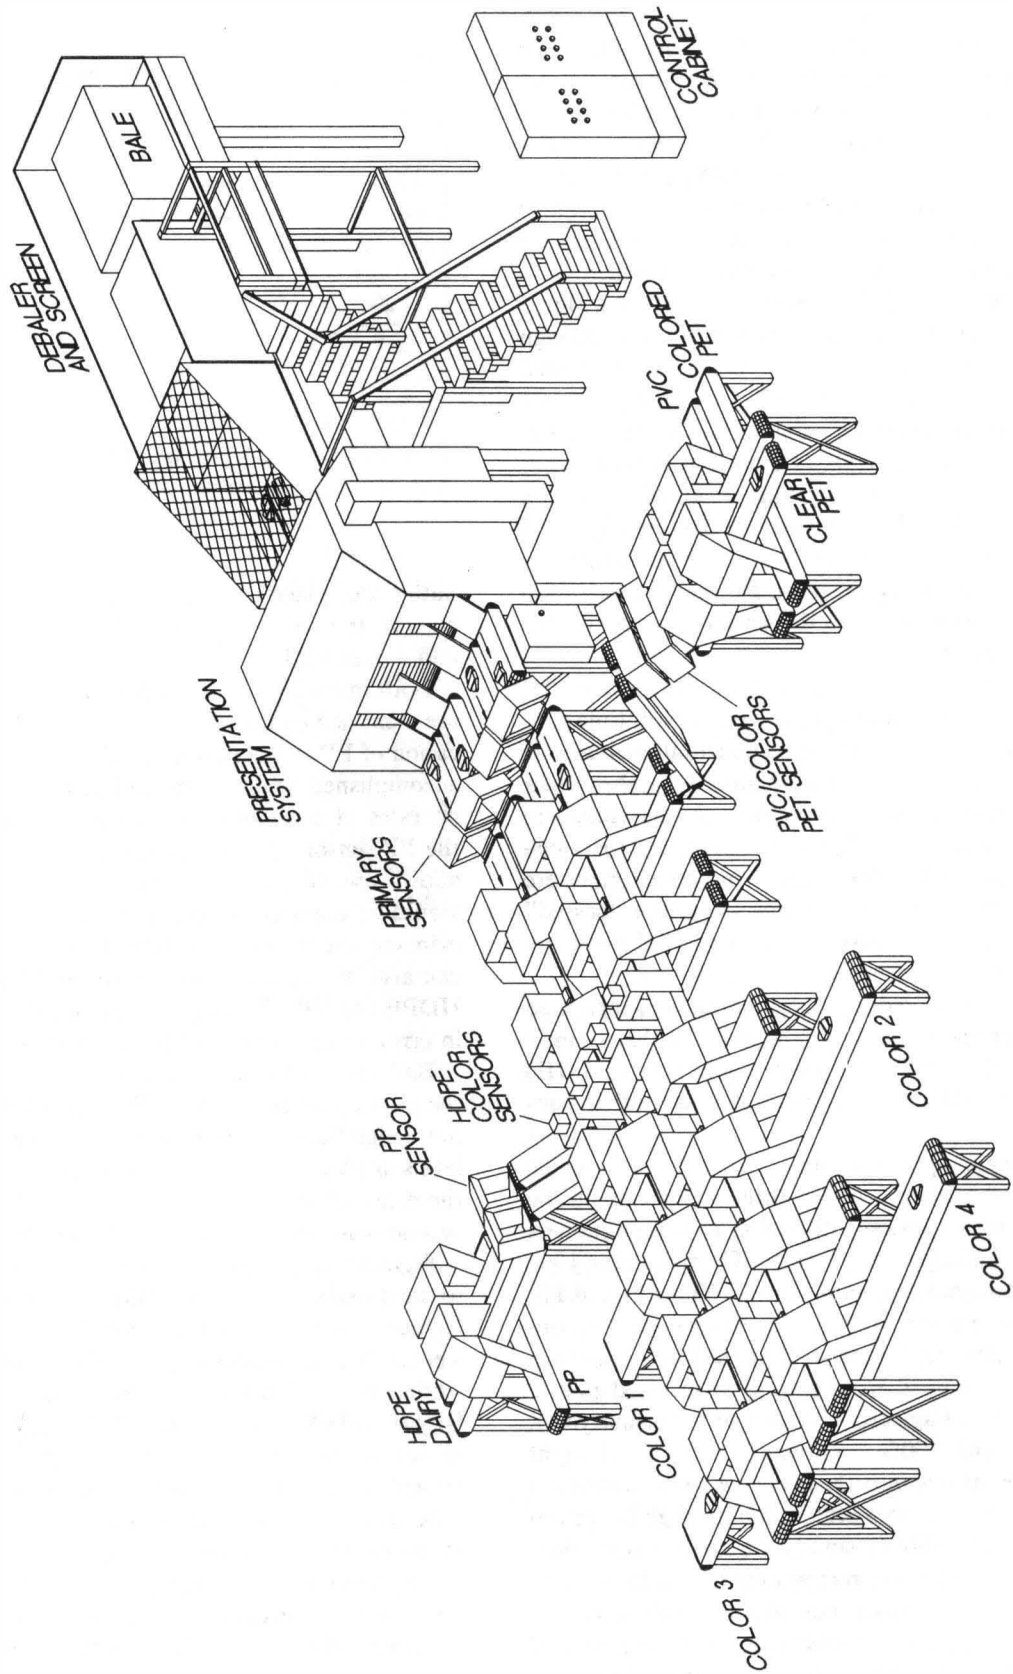 DEBALER
AND SCREEN
BALE
CONTROL
CABINET
PRESENTATION
SYSTEM
PRIMARY
SENSORS
PVC
COLORED
PET
CLEAR
PET
PVC/COLOR
PET SENSORS
PP
SENSOR
HDPE
COLOR
SENSORS
HDPE
DAIRY
PP
COLOR 1
COLOR 2
COLOR 3
COLOR 4